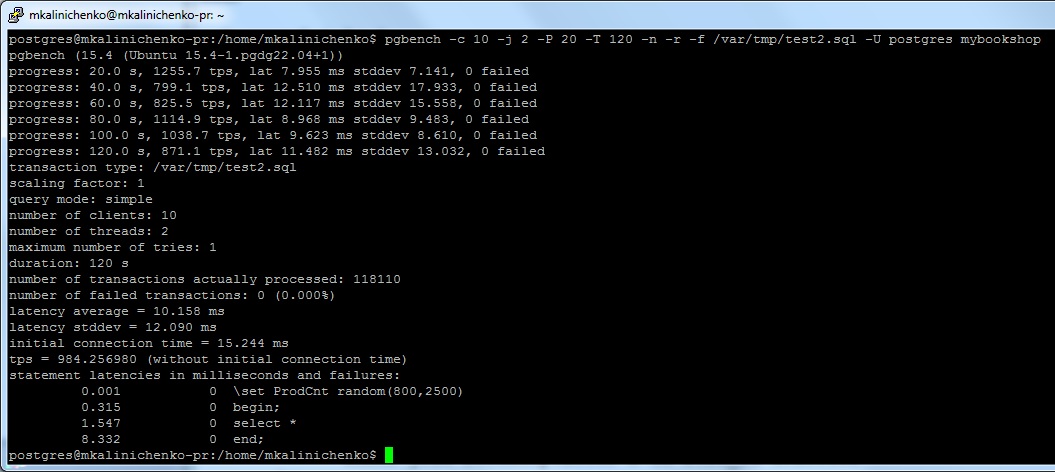 mkalinichenko@mkalinichenko-pr: ~
postgres@mkalinichenko-pr:/home/mkalinichenko$ pgbench -c 10 -j 2 -P 20 -T 120 -n -r -f /var/tmp/test2.sql -U postgres mybookshop
pgbench (15.4 (Ubuntu 15.4-1.pgdg22.04+1))
progress: 20.0 s, 1255.7 tps, lat 7.955 ms stddev 7.141, 0 failed
progress: 40.0 s, 799.1 tps, lat 12.510 ms stddev 17.933, 0 failed
progress: 60.0 s, 825.5 tps, lat 12.117 ms stddev 15.558, 0 failed
progress: 80.0 s, 1114.9 tps, lat 8.968 ms stddev 9.483, 0 failed
progress: 100.0 s, 1038.7 tps, lat 9.623 ms stddev 8.610, 0 failed
progress: 120.0 s, 871.1 tps, lat 11.482 ms stddev 13.032, 0 failed
transaction type: /var/tmp/test2.sql
scaling factor: 1
query mode: simple
number of clients: 10
number of threads: 2
maximum number of tries: 1
duration: 120 s
number of transactions actually processed: 118110
number of failed transactions: 0 (0.000%)
latency average = 10.158 ms
latency stddev = 12.090 ms
initial connection time = 15.244 ms
tps = 984.256980 (without initial connection time)
statement latencies in milliseconds and failures:
0.001 0 \set ProdCnt random(800,2500)
0.315 0 begin;
1.547 0 select *
8.332 0 end;
postgres@mkalinichenko-pr:/home/mkalinichenko$